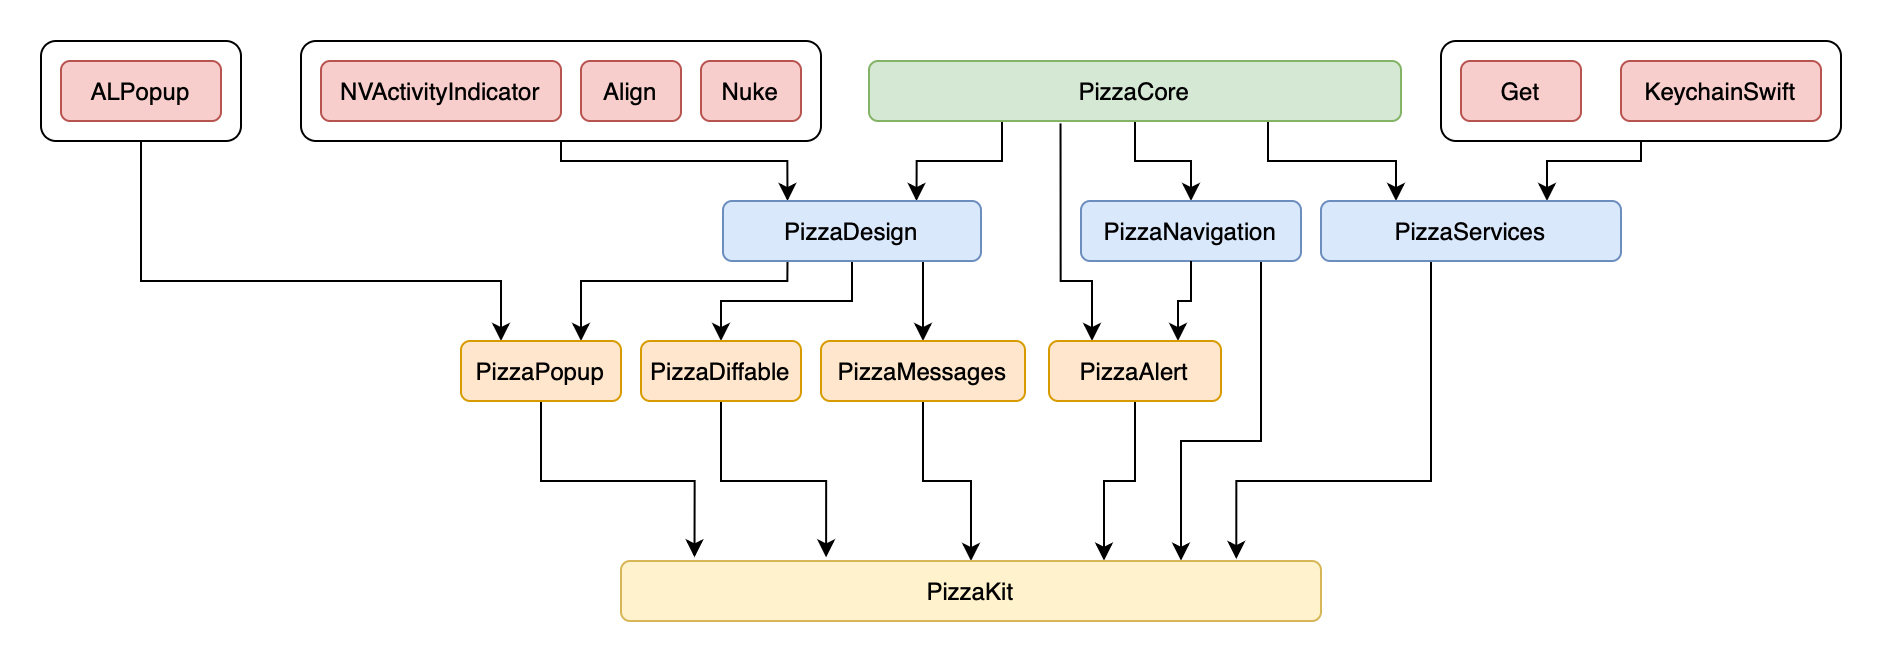 ALPopup
NVActivityIndicator
Align
Nuke
PizzaCore
Get
KeychainSwift
PizzaDesign
PizzaNavigation
PizzaServices
PizzaPopup
PizzaDiffable
PizzaMessages
PizzaAlert
PizzaKit